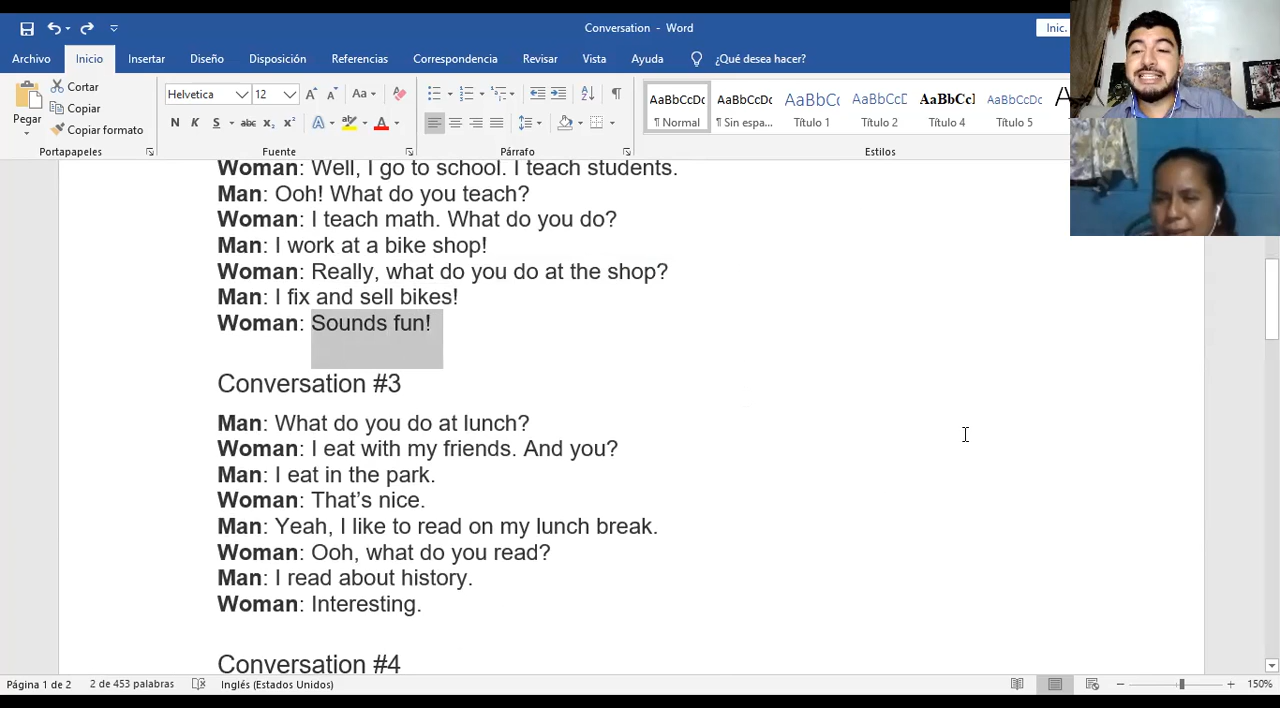 Conversation - Word
Inic.
Archivo Inicio Insertar Diseño Disposición Referencias Correspondencia Revisar Vista Ayuda ¿Qué desea hacer?
Pegar
Cortar
Copiar
Copiar formato
Helvetica 12
Aa
N K S abc x₂ x² A A
AaBbCcDc AaBbCcDc AaBbC( AaBbCcD AaBbCcI AaBbCcD
¶ Normal ¶ Sin espa... Título 1 Título 2 Título 4 Título 5
Portapapeles Fuente Párrafo Estilos
Woman: Well, I go to school. I teach students.
Man: Ooh! What do you teach?
Woman: I teach math. What do you do?
Man: I work at a bike shop!
Woman: Really, what do you do at the shop?
Man: I fix and sell bikes!
Woman: Sounds fun!
Conversation #3
Man: What do you do at lunch?
Woman: I eat with my friends. And you?
Man: I eat in the park.
Woman: That's nice.
Man: Yeah, I like to read on my lunch break.
Woman: Ooh, what do you read?
Man: I read about history.
Woman: Interesting.
Conversation #4
Página 1 de 2 2 de 453 palabras Inglés (Estados Unidos) 150%